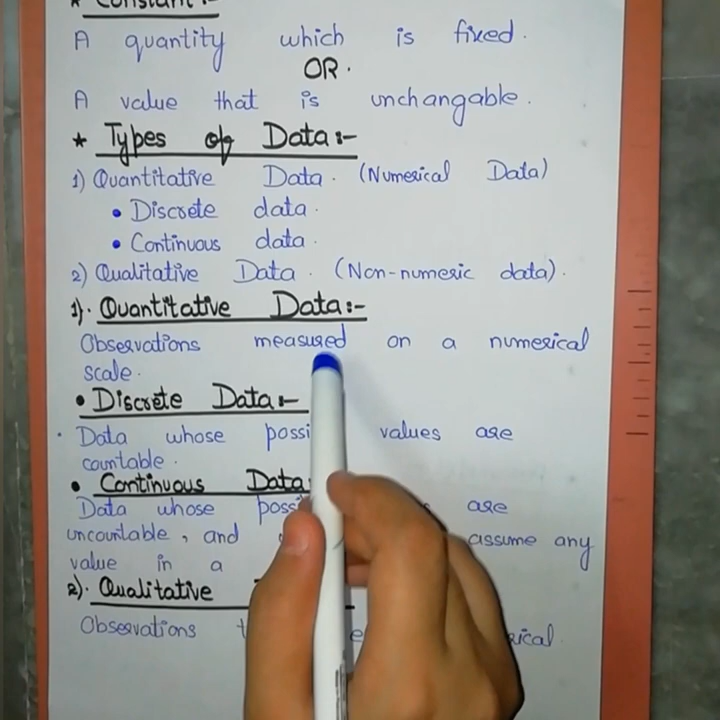 * Constant :-
A quantity which is fixed.
OR.
A value that is unchangable.
* Types of Data:-
1) Quantitative Data. (Numerical Data)
• Discrete data.
• Continuous data.
2) Qualitative Data. (Non-numeric data).
1). Quantitative Data:-
Observations measured on a numerical
scale.
• Discrete Data:-
Data whose values are
countable.
• Continuous Data
Data whose are
uncountable, and assume any
value in a
2). Qualitative
Observations